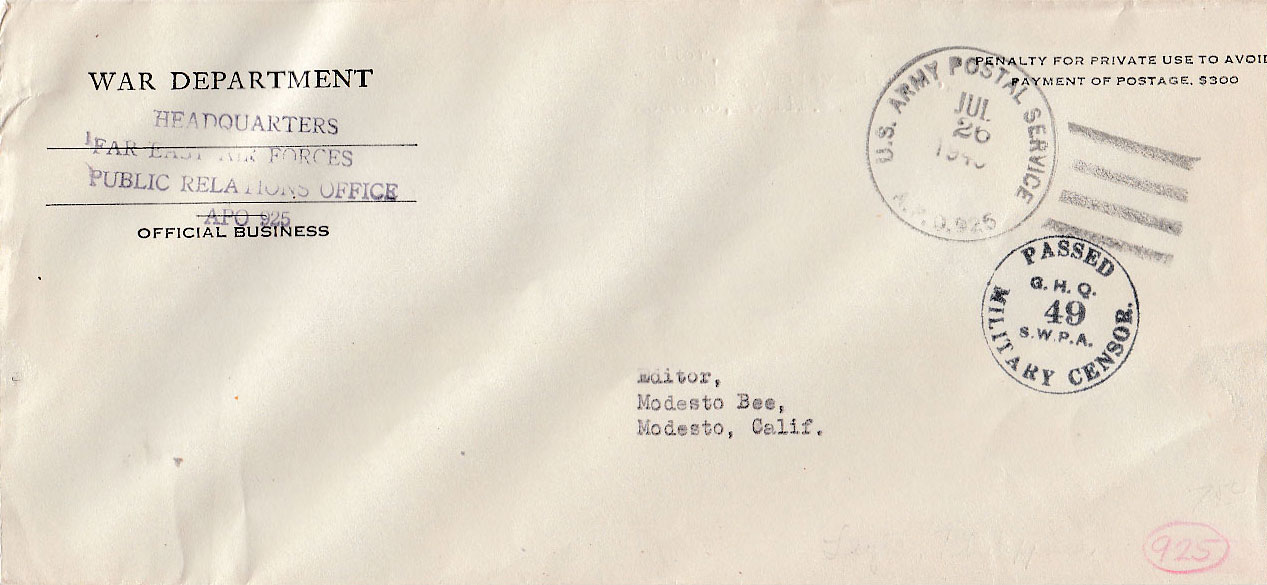 WAR DEPARTMENT
HEADQUARTERS
FAR EAST AIR FORCES
PUBLIC RELATIONS OFFICE
APO 925
OFFICIAL BUSINESS
PENALTY FOR PRIVATE USE TO AVOID
PAYMENT OF POSTAGE, $300
U.S. ARMY POSTAL SERVICE
JUL
26
A.P.O. 925
PASSED
G. H. Q.
49
S.W.P.A.
MILITARY CENSOR.
Editor,
Modesto Bee,
Modesto, Calif.
925